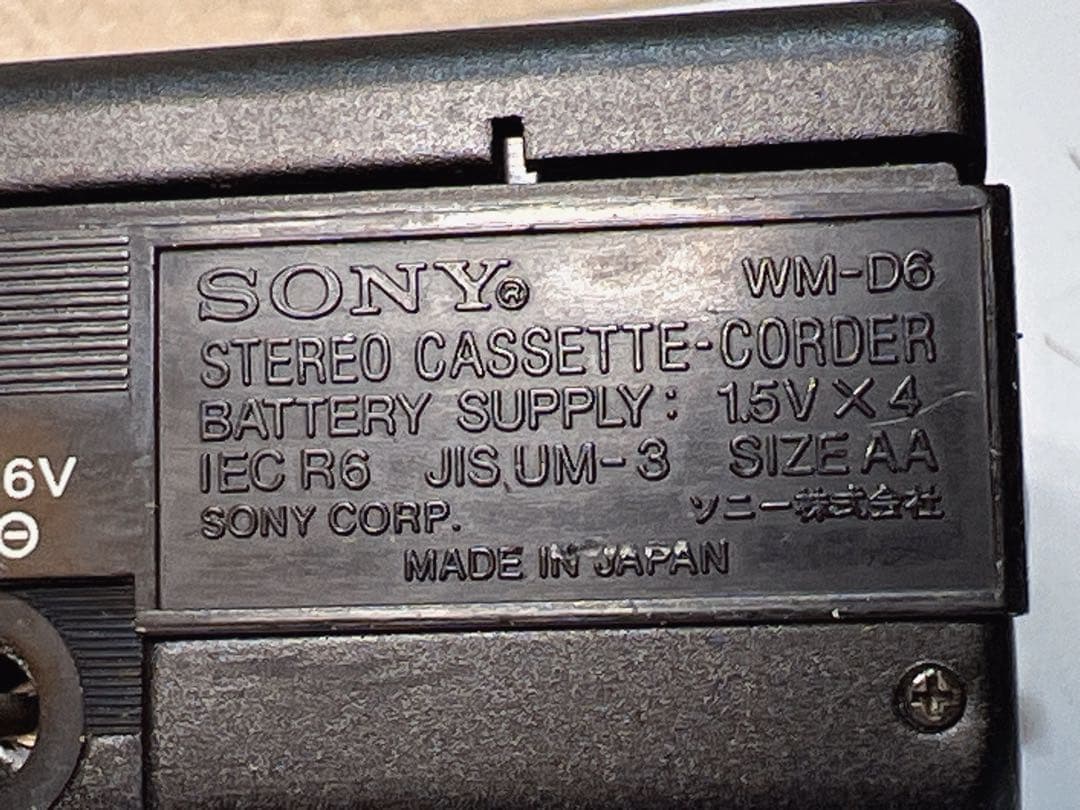 SONY® WM-D6
STEREO CASSETTE-CORDER
BATTERY SUPPLY: 1.5V×4
IEC R6 JIS UM-3 SIZE AA
SONY CORP. ソニー株式会社
MADE IN JAPAN
6V
⊖